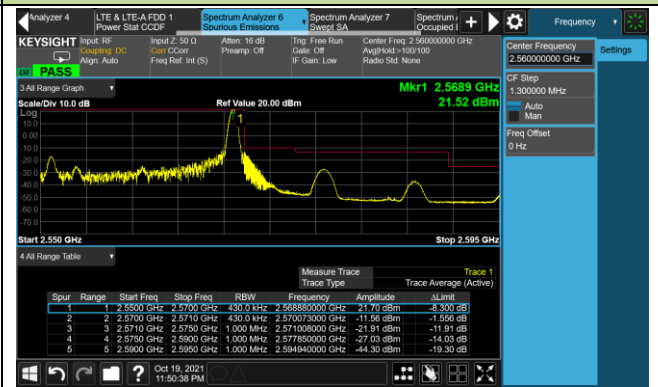 Analyzer 4
LTE & LTE-A FDD 1
Power Stat CCDF
Spectrum Analyzer 6
Spurious Emissions
Spectrum Analyzer 7
Swept SA
Spectrum
Occupied
Frequency
KEYSIGHT
Input: RF
Coupling: DC
Align: Auto
Input Z: 50 Ω
Corr CCorr
Freq Ref: Int (S)
Atten: 16 dB
Preamp: Off
Trig: Free Run
Gate: Off
IF Gain: Low
Center Freq: 2.560000000 GHz
Avg|Hold:>100/100
Radio Std: None
PASS
Center Frequency
2.560000000 GHz
Settings
CF Step
1.300000 MHz
Auto
Man
Freq Offset
0 Hz
3 All Range Graph
Mkr1 2.5689 GHz
Scale/Div 10.0 dB
Ref Value 20.00 dBm
21.52 dBm
Log
10.0
0.00
-10.0
-20.0
-30.0
-40.0
-50.0
-60.0
-70.0
1
Start 2.550 GHz
Stop 2.595 GHz
4 All Range Table
Measure Trace Trace 1
Trace Type Trace Average (Active)
Spur Range Start Freq Stop Freq RBW Frequency Amplitude ΔLimit
1 1 2.5500 GHz 2.5700 GHz 430.0 kHz 2.568880000 GHz 21.70 dBm -8.300 dB
2 2 2.5700 GHz 2.5710 GHz 430.0 kHz 2.570073000 GHz -11.56 dBm -1.556 dB
3 3 2.5710 GHz 2.5750 GHz 1.000 MHz 2.571008000 GHz -21.91 dBm -11.91 dB
4 4 2.5750 GHz 2.5900 GHz 1.000 MHz 2.577850000 GHz -27.03 dBm -14.03 dB
5 5 2.5900 GHz 2.5950 GHz 1.000 MHz 2.594940000 GHz -44.30 dBm -19.30 dB
Oct 19, 2021
11:50:38 PM